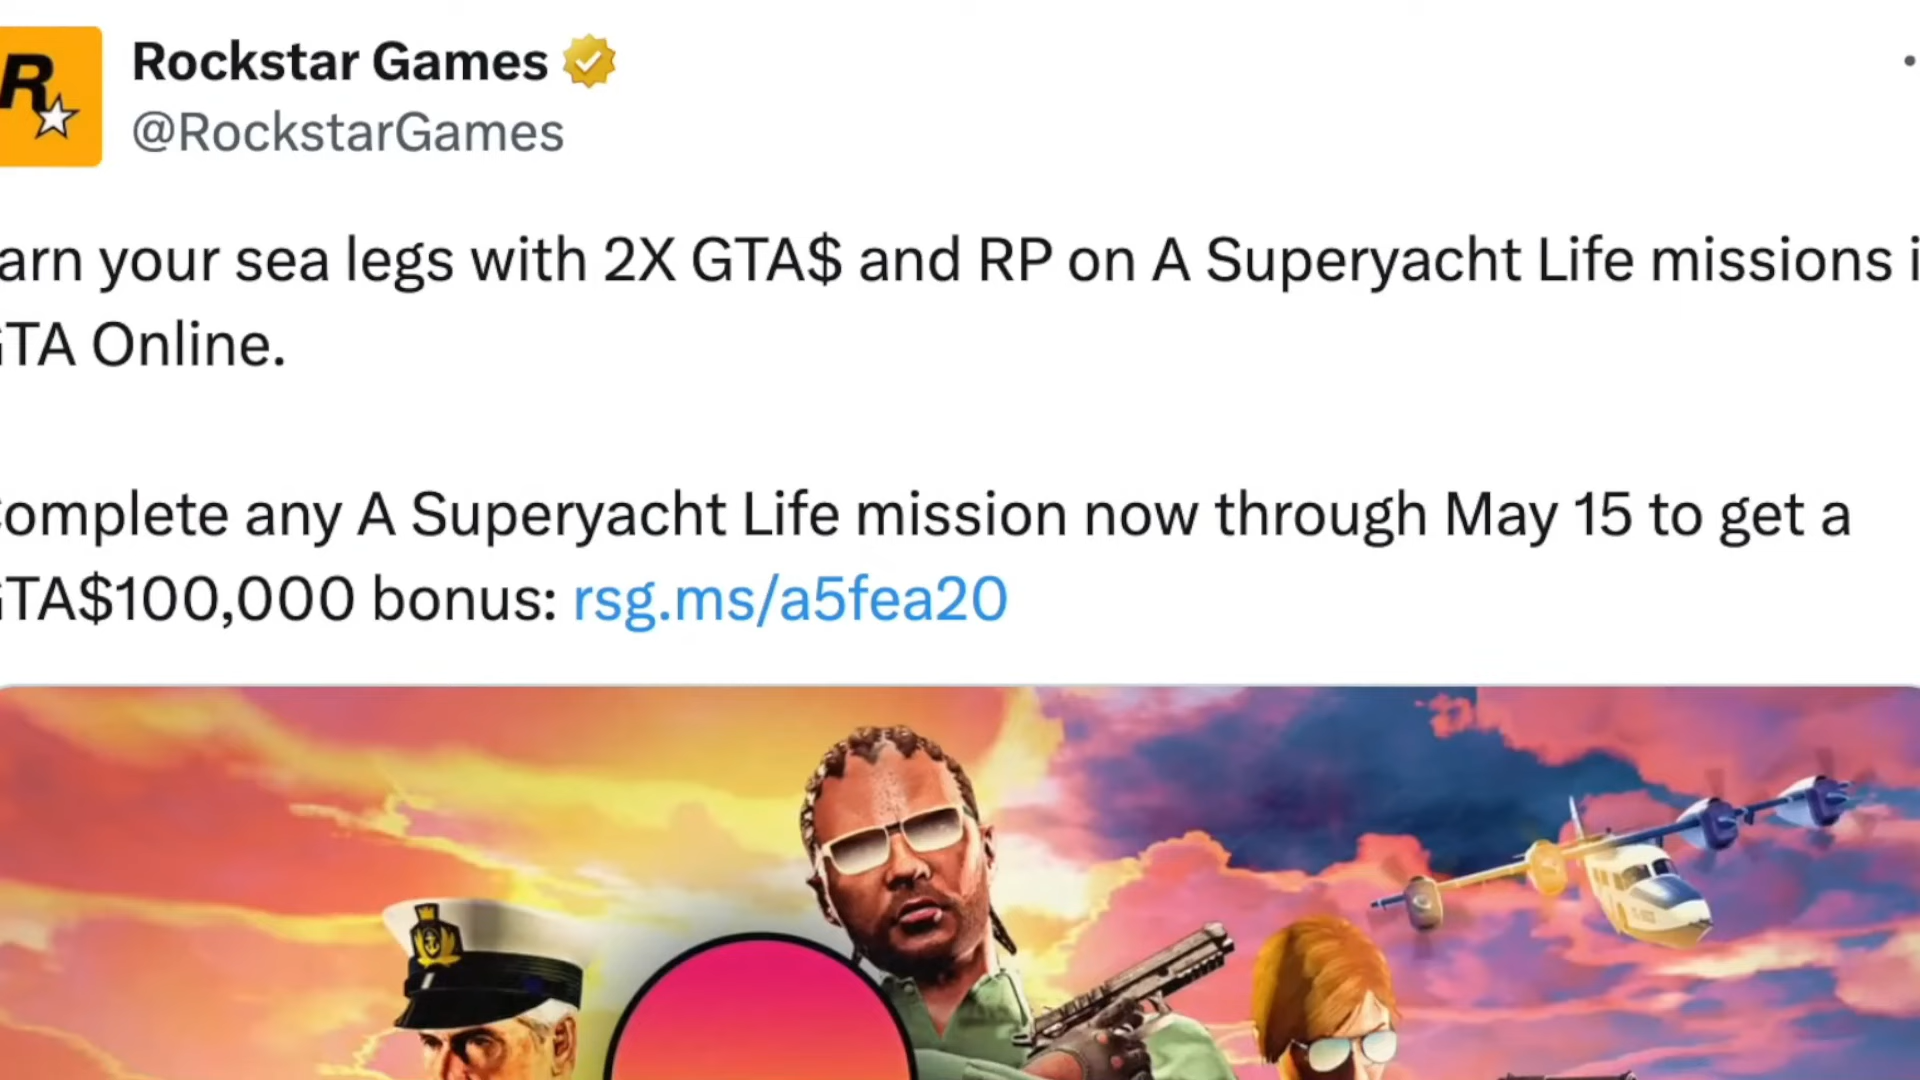 R
Rockstar Games
@RockstarGames
arn your sea legs with 2X GTA$ and RP on A Superyacht Life missions i
TA Online.
omplete any A Superyacht Life mission now through May 15 to get a
TA$100,000 bonus: rsg.ms/a5fea20